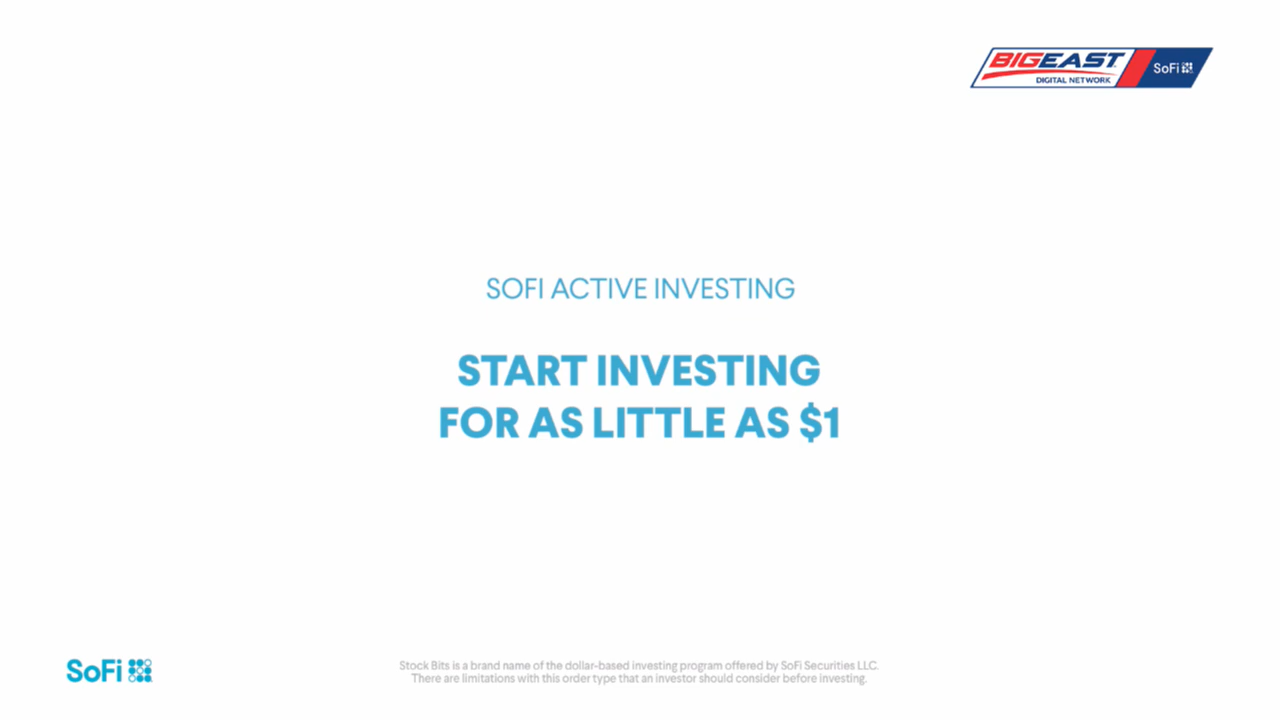 BIGEAST
DIGITAL NETWORK
SoFi
SOFI ACTIVE INVESTING
START INVESTING
FOR AS LITTLE AS $1
SoFi
Stock Bits is a brand name of the dollar-based investing program offered by SoFi Securities LLC.
There are limitations with this order type that an investor should consider before investing.